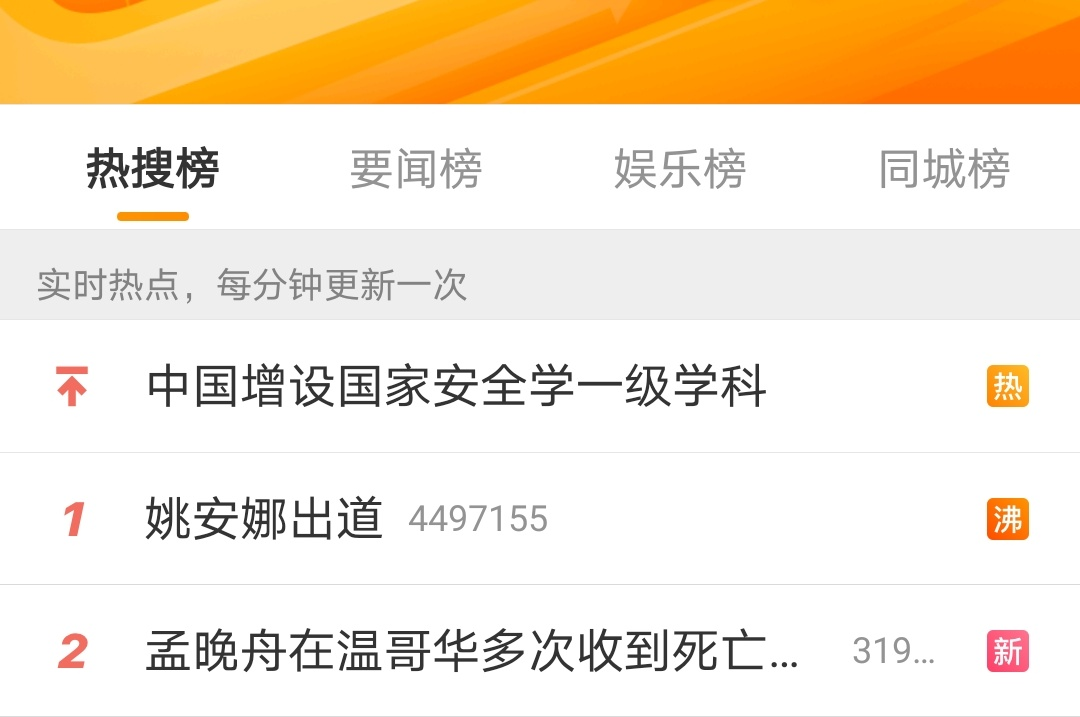 热搜榜 要闻榜 娱乐榜 同城榜
实时热点，每分钟更新一次
中国增设国家安全学一级学科 热
1 姚安娜出道 4497155 沸
2 孟晚舟在温哥华多次收到死亡... 319... 新